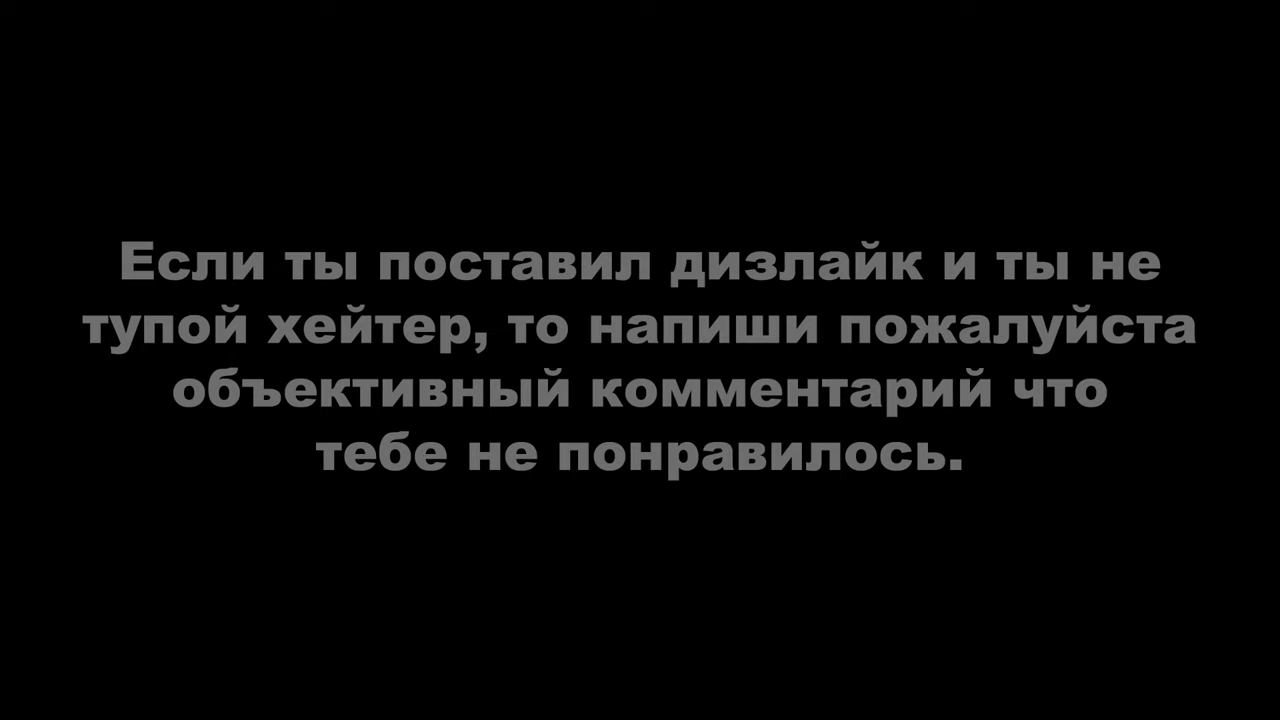 Если ты поставил дизлайк и ты не
тупой хейтер, то напиши пожалуйста
объективный комментарий что
тебе не понравилось.